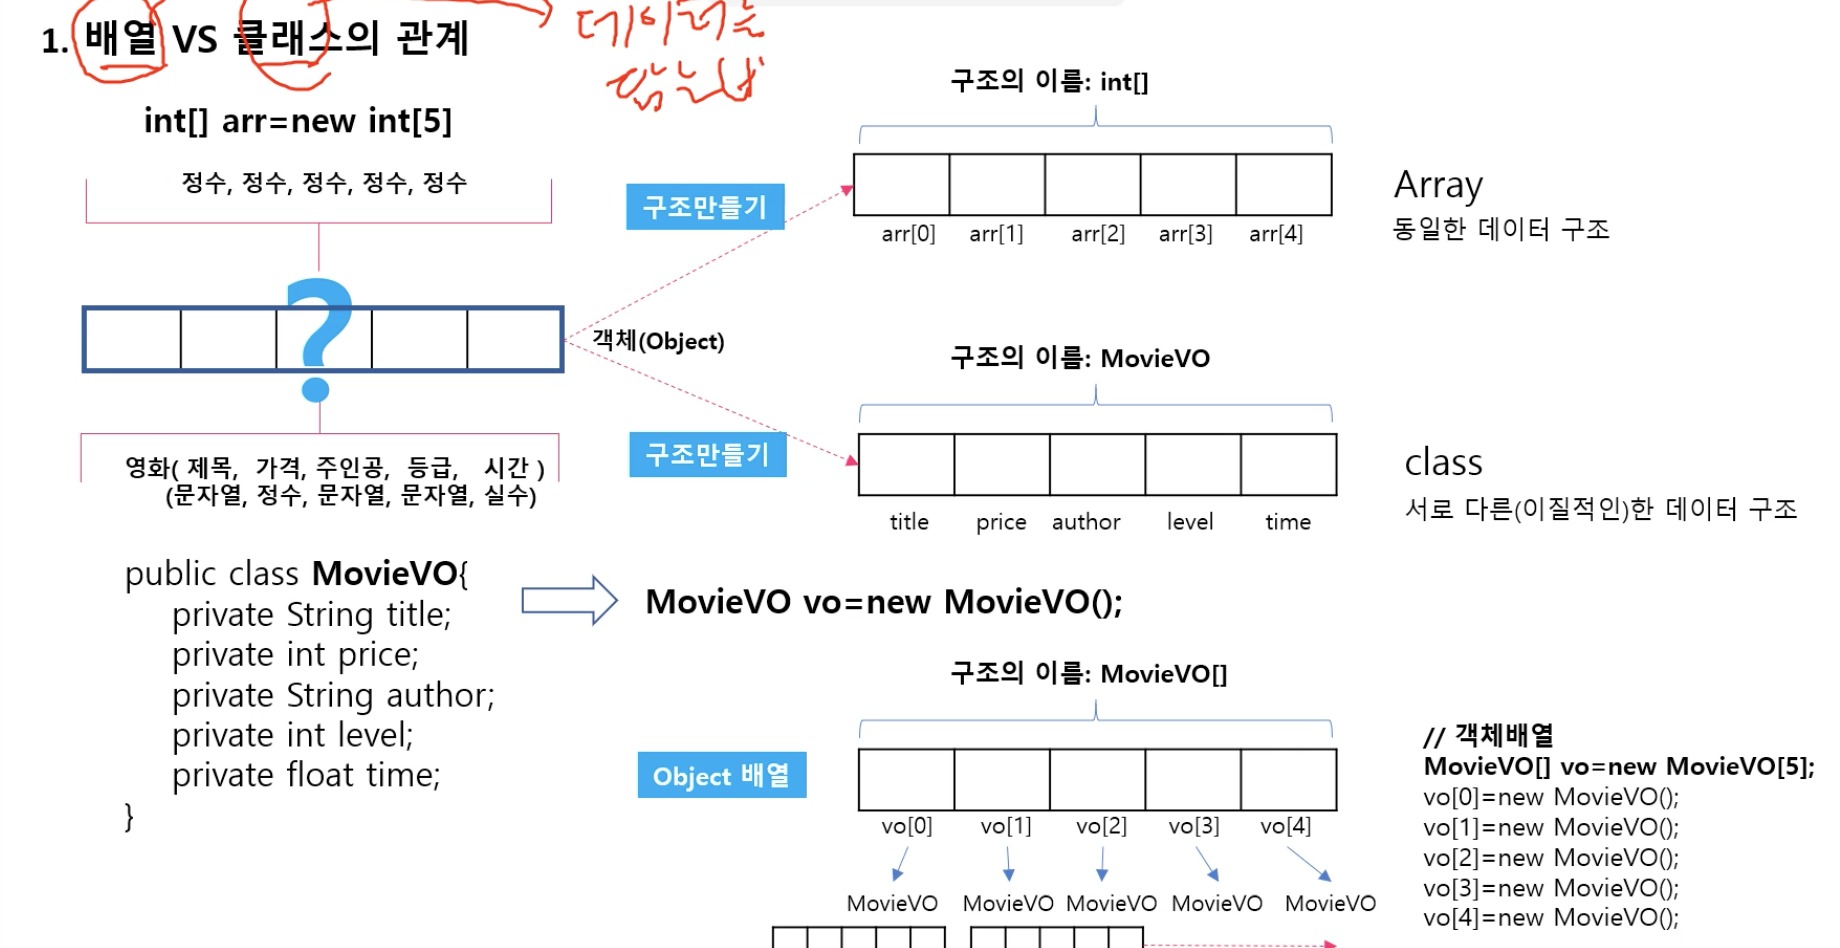 1. 배열 VS 클래스의 관계
데이터를
담는
int[] arr=new int[5]
정수, 정수, 정수, 정수, 정수
?
영화( 제목, 가격, 주인공, 등급, 시간 )
(문자열, 정수, 문자열, 문자열, 실수)
구조만들기
객체(Object)
구조만들기
구조의 이름: int[]
arr[0] arr[1] arr[2] arr[3] arr[4]
Array
동일한 데이터 구조
구조의 이름: MovieVO
title price author level time
class
서로 다른(이질적인)한 데이터 구조
public class MovieVO{
private String title;
private int price;
private String author;
private int level;
private float time;
}
MovieVO vo=new MovieVO();
구조의 이름: MovieVO[]
Object 배열
vo[0] vo[1] vo[2] vo[3] vo[4]
MovieVO MovieVO MovieVO MovieVO MovieVO
// 객체배열
MovieVO[] vo=new MovieVO[5];
vo[0]=new MovieVO();
vo[1]=new MovieVO();
vo[2]=new MovieVO();
vo[3]=new MovieVO();
vo[4]=new MovieVO();